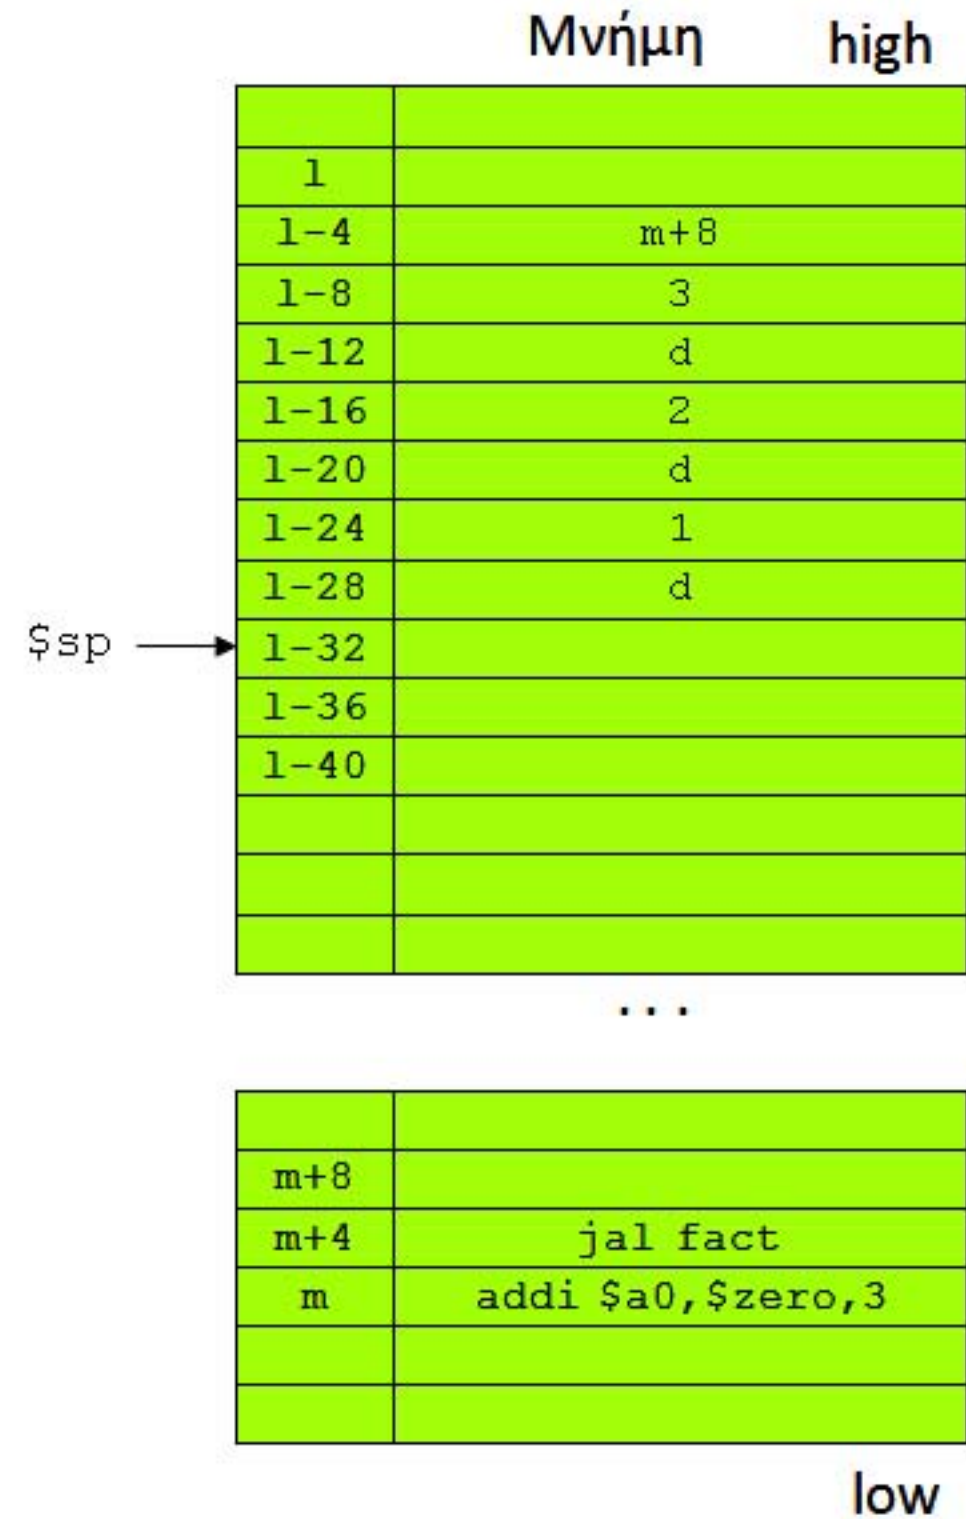 Μνήμη high
l
l-4 m+8
l-8 3
l-12 d
l-16 2
l-20 d
l-24 1
l-28 d
$sp l-32
l-36
l-40
...
m+8
m+4 jal fact
m addi $a0,$zero,3
low